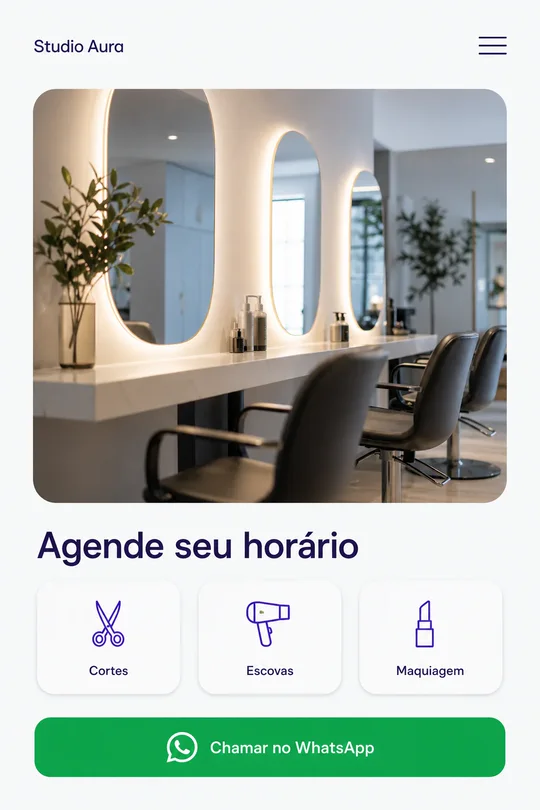 Studio Aura
Agende seu horário
Cortes
Escovas
Maquiagem
Chamar no WhatsApp